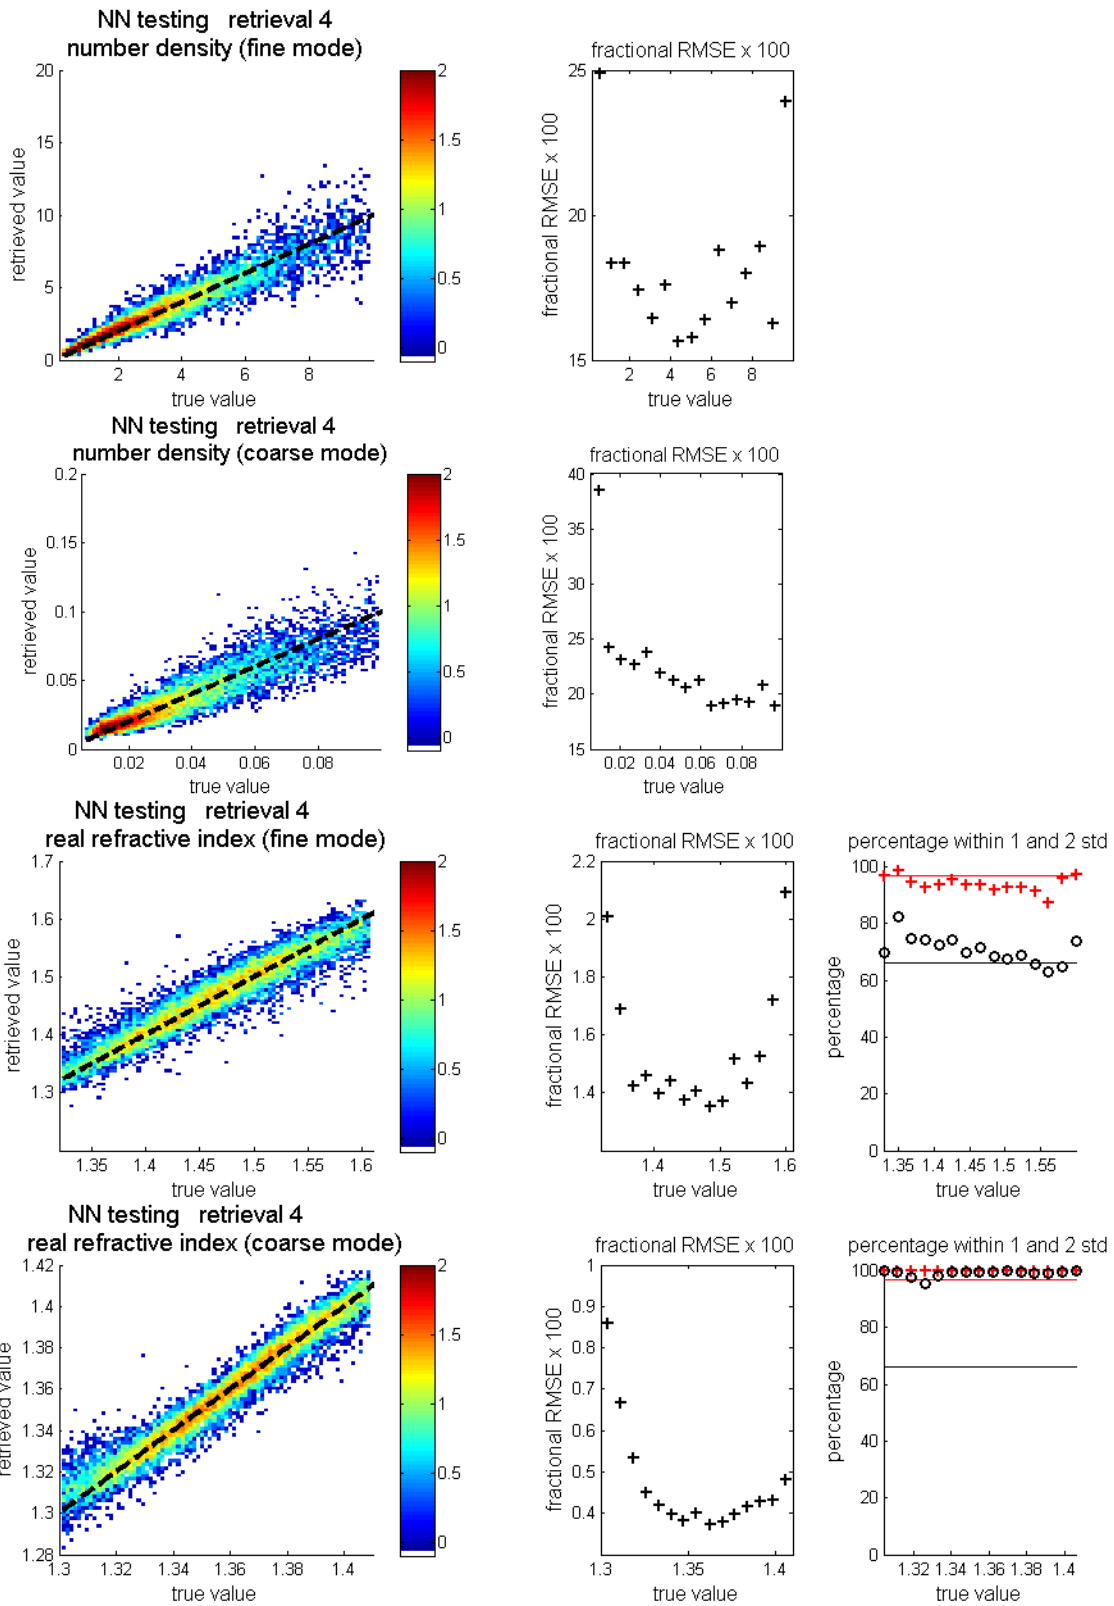 NN testing   retrieval 4
number density (fine mode)
20
15
10
5
0
retrieved value
2 4 6 8
true value
2
1.5
1
0.5
0
fractional RMSE x 100
25
20
15
fractional RMSE x 100
2 4 6 8
true value
NN testing   retrieval 4
number density (coarse mode)
0.2
0.15
0.1
0.05
0
retrieved value
0.02 0.04 0.06 0.08
true value
2
1.5
1
0.5
0
fractional RMSE x 100
40
35
30
25
20
15
fractional RMSE x 100
0.02 0.04 0.06 0.08
true value
NN testing   retrieval 4
real refractive index (fine mode)
1.7
1.6
1.5
1.4
1.3
retrieved value
1.35 1.4 1.45 1.5 1.55 1.6
true value
2
1.5
1
0.5
0
fractional RMSE x 100
2.2
2
1.8
1.6
1.4
fractional RMSE x 100
1.4 1.5 1.6
true value
percentage within 1 and 2 std
100
80
60
40
20
0
percentage
1.35 1.4 1.45 1.5 1.55
true value
NN testing   retrieval 4
real refractive index (coarse mode)
1.42
1.4
1.38
1.36
1.34
1.32
1.3
1.28
retrieved value
1.3 1.32 1.34 1.36 1.38 1.4
true value
2
1.5
1
0.5
0
fractional RMSE x 100
1
0.9
0.8
0.7
0.6
0.5
0.4
fractional RMSE x 100
1.3 1.35 1.4
true value
percentage within 1 and 2 std
100
80
60
40
20
0
percentage
1.32 1.34 1.36 1.38 1.4
true value